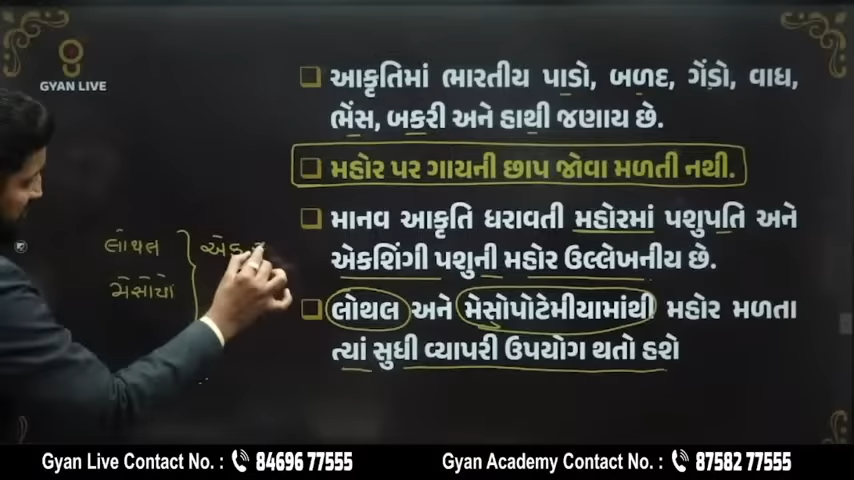 GYAN LIVE
આકૃતિમાં ભારતીય પાડો, બળદ, ગેંડો, વાઘ,
ભેંસ, બકરી અને હાથી જણાય છે.
મહોર પર ગાયની છાપ જોવા મળતી નથી.
માનવ આકૃતિ ધરાવતી મહોરમાં પશુપતિ અને
એકશિંગી પશુની મહોર ઉલ્લેખનીય છે.
લોથલ અને મેસોપોટેમીયામાંથી મહોર મળતા
ત્યાં સુધી વ્યાપરી ઉપયોગ થતો હશે
લોથલ
મેસોપો
Gyan Live Contact No. : 84696 77555
Gyan Academy Contact No. : 87582 77555